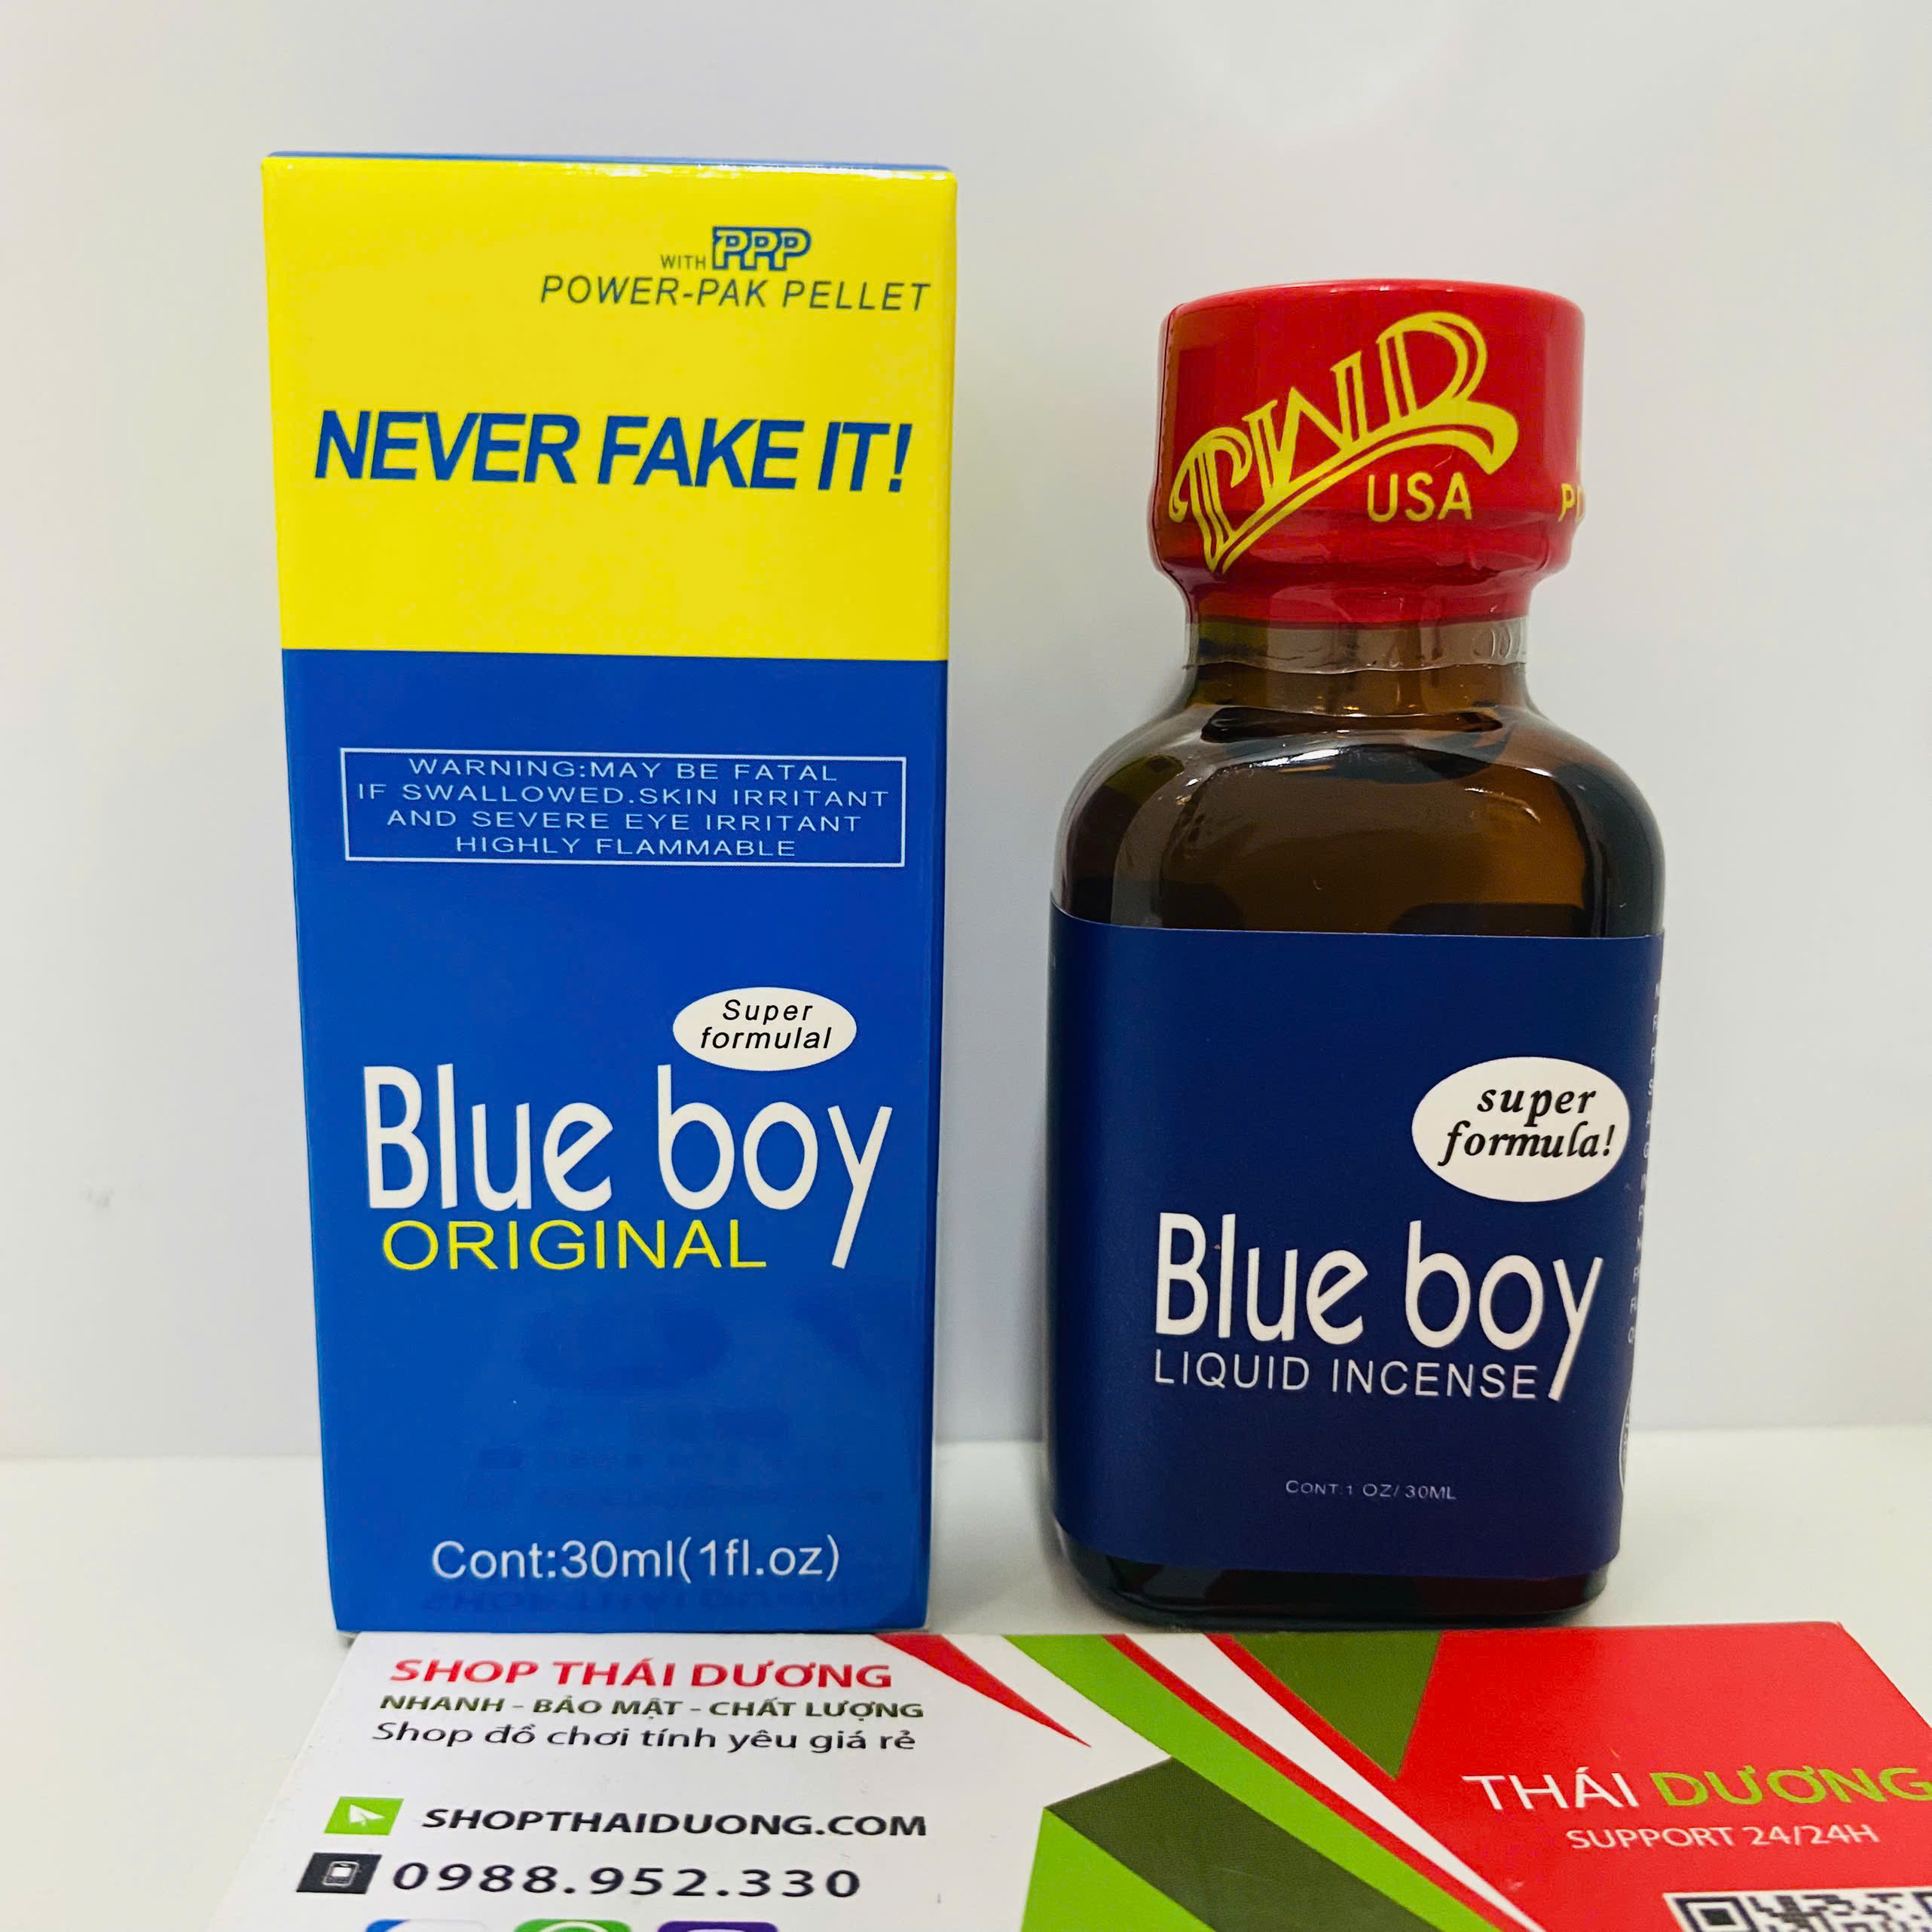 WITH PPP
POWER-PAK PELLET
NEVER FAKE IT!
WARNING:MAY BE FATAL
IF SWALLOWED.SKIN IRRITANT
AND SEVERE EYE IRRITANT
HIGHLY FLAMMABLE
Super
formulal
Blue boy
ORIGINAL
Cont:30ml(1fl.oz)
PWD
USA
super
formula!
Blue boy
LIQUID INCENSE
CONT.1 OZ/ 30ML
SHOP THÁI DƯƠNG
NHANH - BẢO MẬT - CHẤT LƯỢNG
Shop đồ chơi tính yêu giá rẻ
SHOPTHAIDUONG.COM
0988.952.330
THÁI DƯƠNG
SUPPORT 24/24H